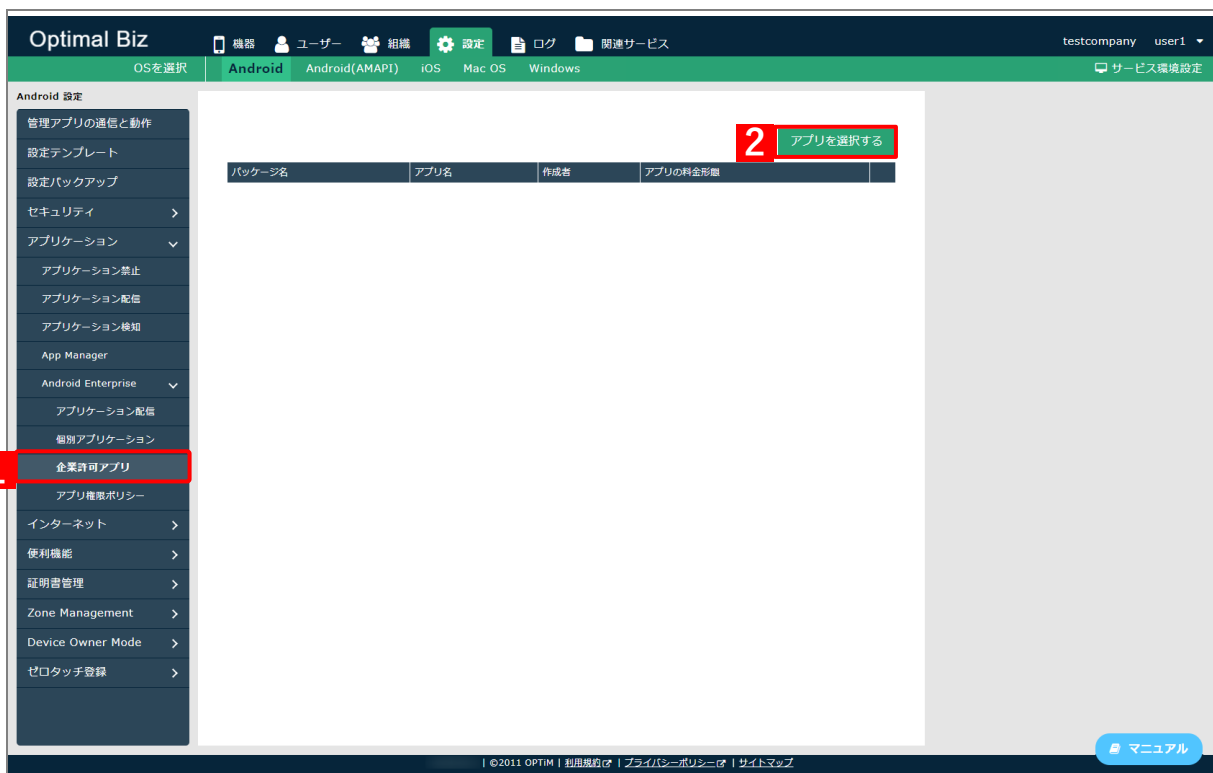 Optimal Biz
機器 ユーザー 組織 設定 ログ 関連サービス
testcompany user1
OSを選択 Android Android(AMAPI) iOS Mac OS Windows
サービス環境設定
Android 設定
管理アプリの通信と動作
設定テンプレート
設定バックアップ
セキュリティ
アプリケーション
アプリケーション禁止
アプリケーション配信
アプリケーション検知
App Manager
Android Enterprise
アプリケーション配信
個別アプリケーション
企業許可アプリ
アプリ権限ポリシー
インターネット
便利機能
証明書管理
Zone Management
Device Owner Mode
ゼロタッチ登録
2 アプリを選択する
パッケージ名 アプリ名 作成者 アプリの料金形態
マニュアル
| ©2011 OPTiM | 利用規約 | プライバシーポリシー | サイトマップ